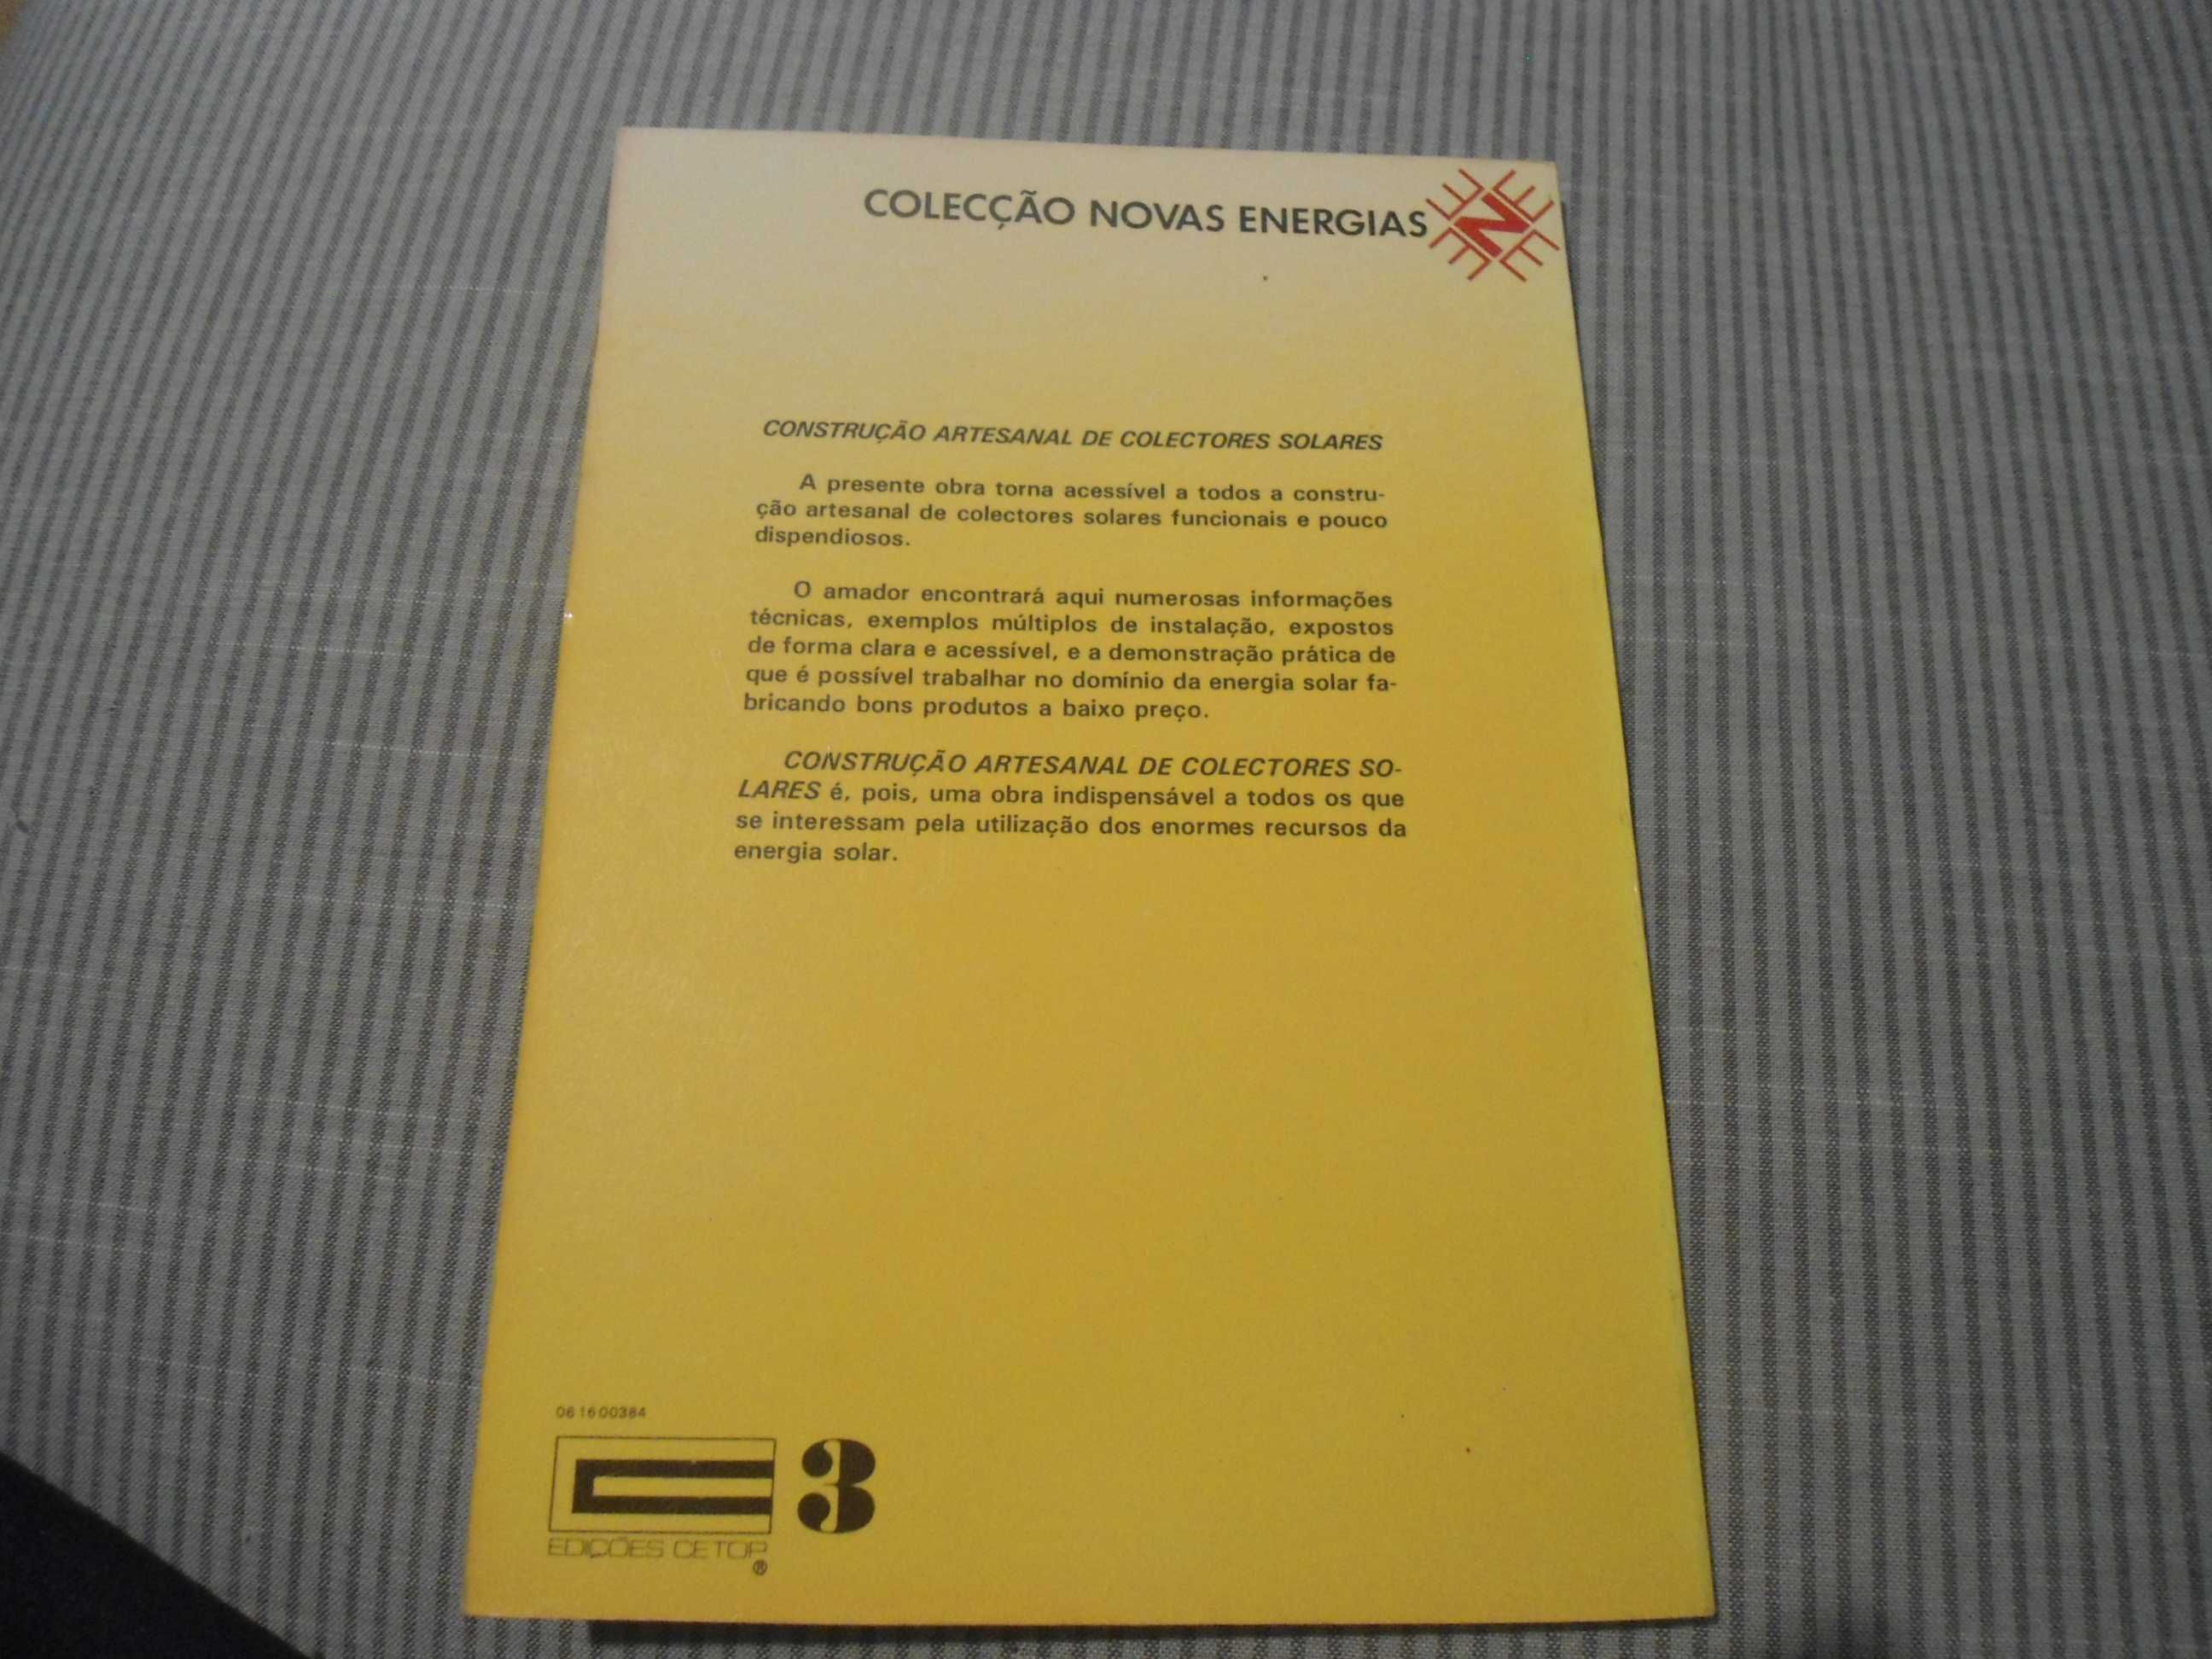 COLECÇÃO NOVAS ENERGIAS
N
CONSTRUÇÃO ARTESANAL DE COLECTORES SOLARES
A presente obra torna acessível a todos a constru-
ção artesanal de colectores solares funcionais e pouco
dispendiosos.
O amador encontrará aqui numerosas informações
técnicas, exemplos múltiplos de instalação, expostos
de forma clara e acessível, e a demonstração prática de
que é possível trabalhar no domínio da energia solar fa-
bricando bons produtos a baixo preço.
CONSTRUÇÃO ARTESANAL DE COLECTORES SO-
LARES é, pois, uma obra indispensável a todos os que
se interessam pela utilização dos enormes recursos da
energia solar.
06 16 00384
3
EDIÇÕES CETOP
®